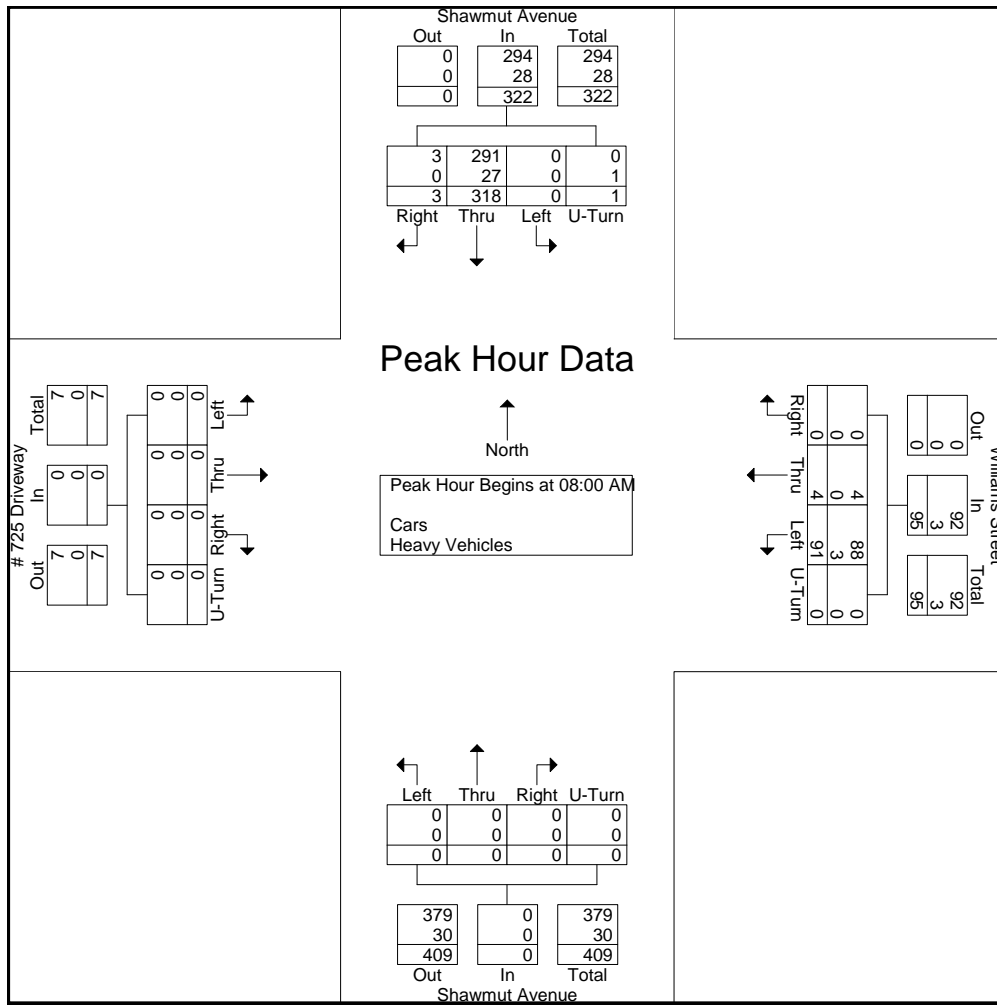 Shawmut Avenue
Out In Total
0 294 294
0 28 28
0 322 322
3 291 0 0
0 27 0 1
3 318 0 1
Right Thru Left U-Turn
Peak Hour Data
North
Peak Hour Begins at 08:00 AM
Cars
Heavy Vehicles
# 725 Driveway
Out In Total
7 0 7
0 0 0
7 0 7
0 0 0 0
0 0 0 0
0 0 0 0
U-Turn Right Thru Left
Williams Street
Out In Total
0 92 92
0 3 3
0 95 95
0 4 88 0
0 0 3 0
0 4 91 0
Right Thru Left U-Turn
Left Thru Right U-Turn
0 0 0 0
0 0 0 0
0 0 0 0
379 0 379
30 0 30
409 0 409
Out In Total
Shawmut Avenue